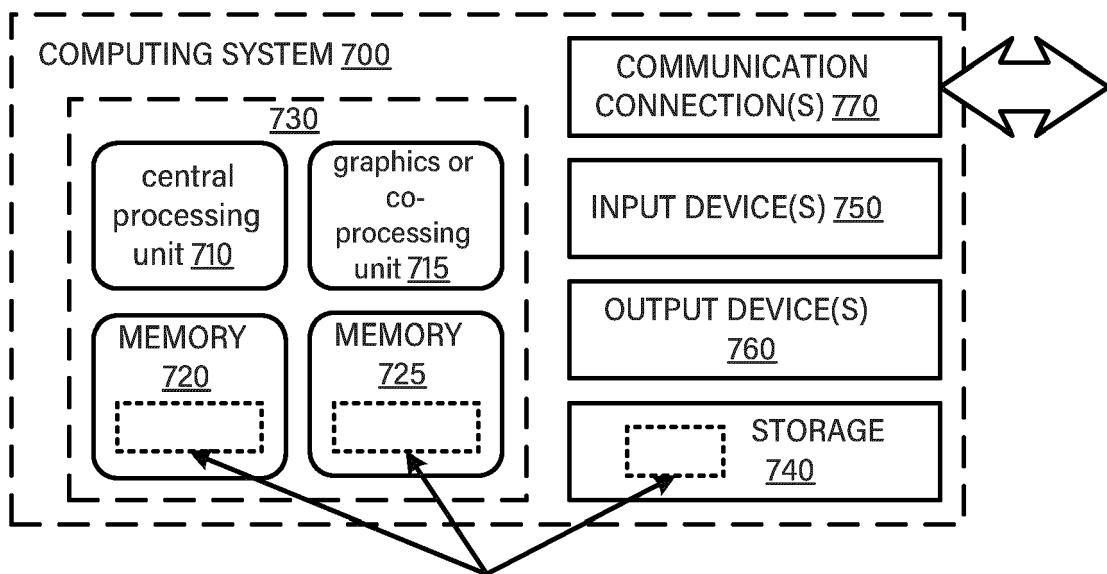 COMPUTING SYSTEM 700
730
central
processing
unit 710
graphics or
co-
processing
unit 715
MEMORY
720
MEMORY
725
COMMUNICATION
CONNECTION(S) 770
INPUT DEVICE(S) 750
OUTPUT DEVICE(S)
760
STORAGE
740